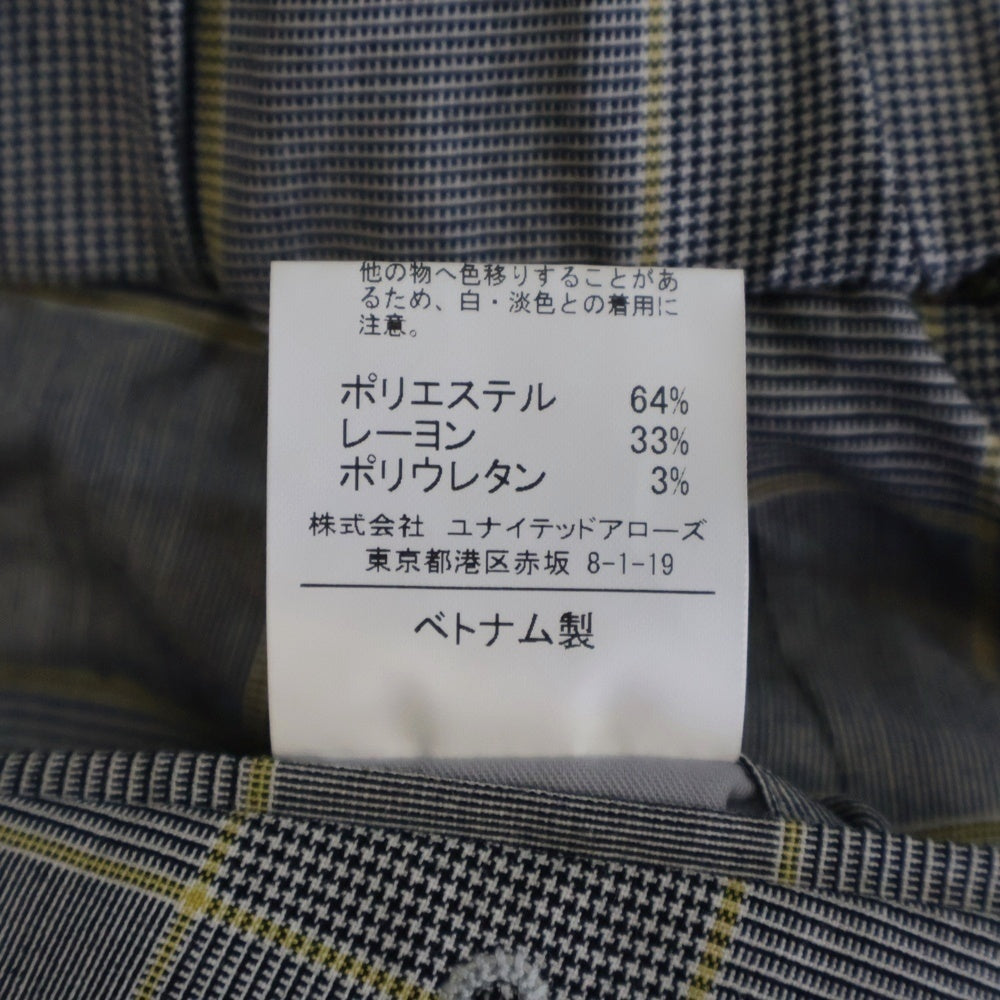 他の物へ色移りすることがあ
るため、白・淡色との着用に
注意。
ポリエステル 64%
レーヨン 33%
ポリウレタン 3%
株式会社 ユナイテッドアローズ
東京都港区赤坂 8-1-19
ベトナム製